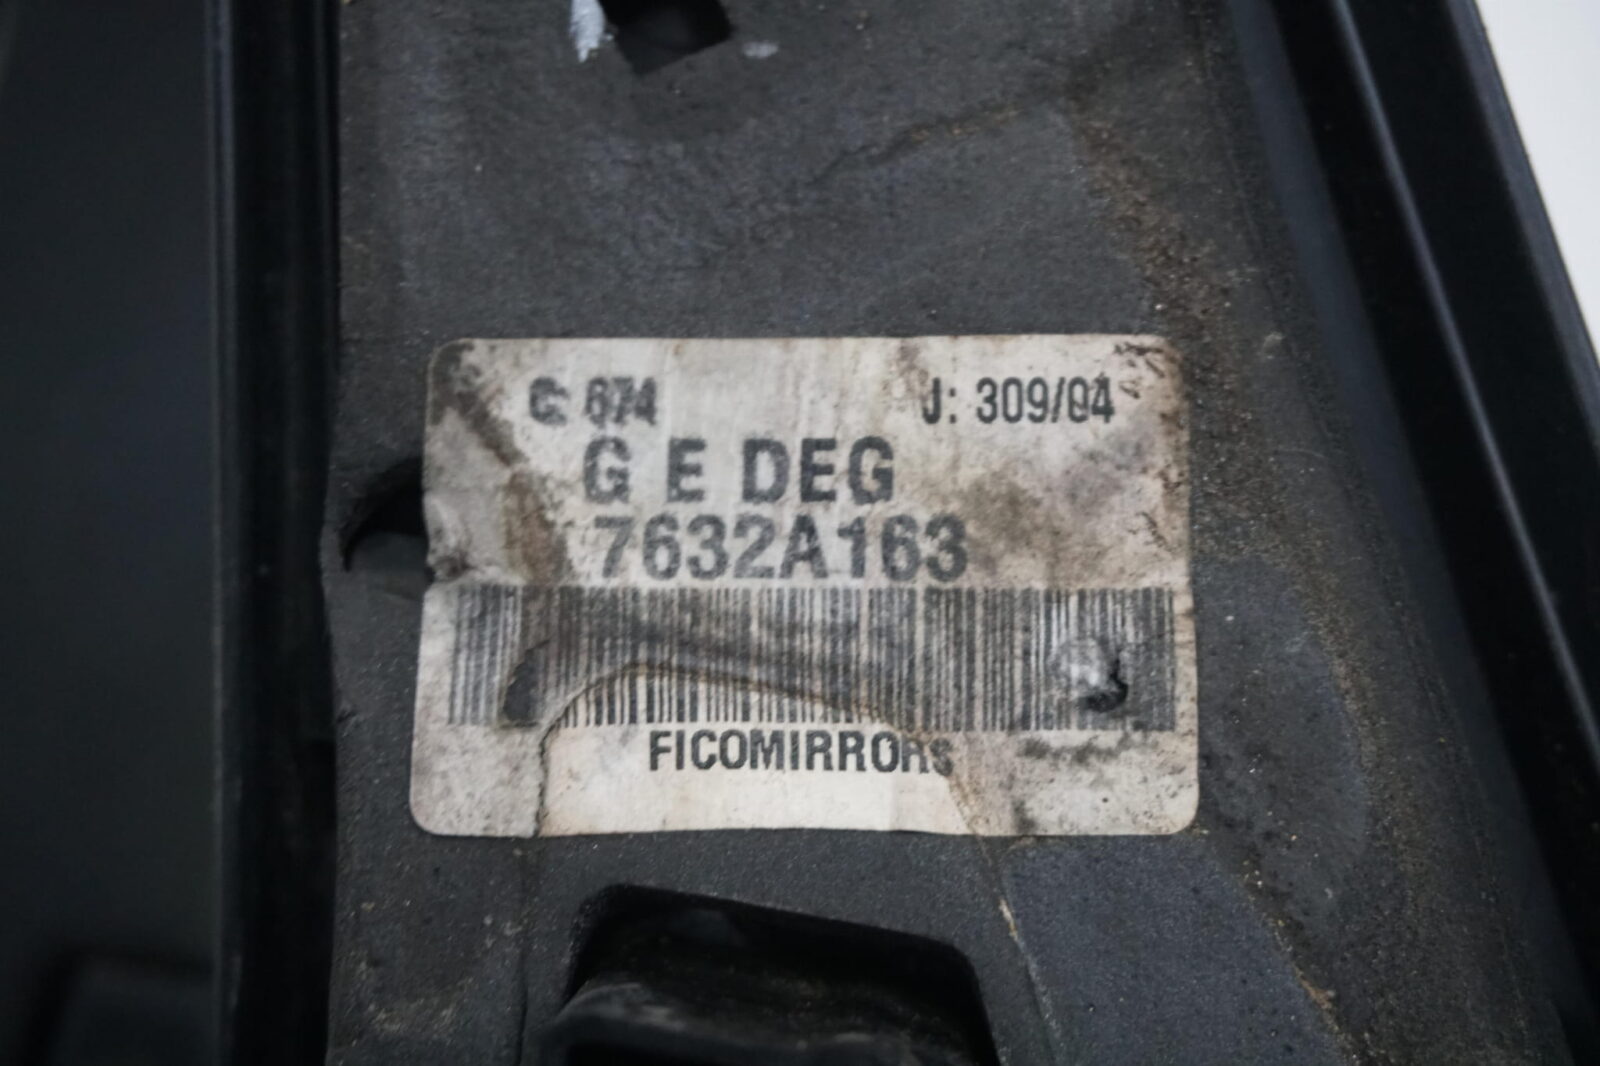 C: 674 J: 309/04
G E DEG
7632A163
FICOMIRRORs